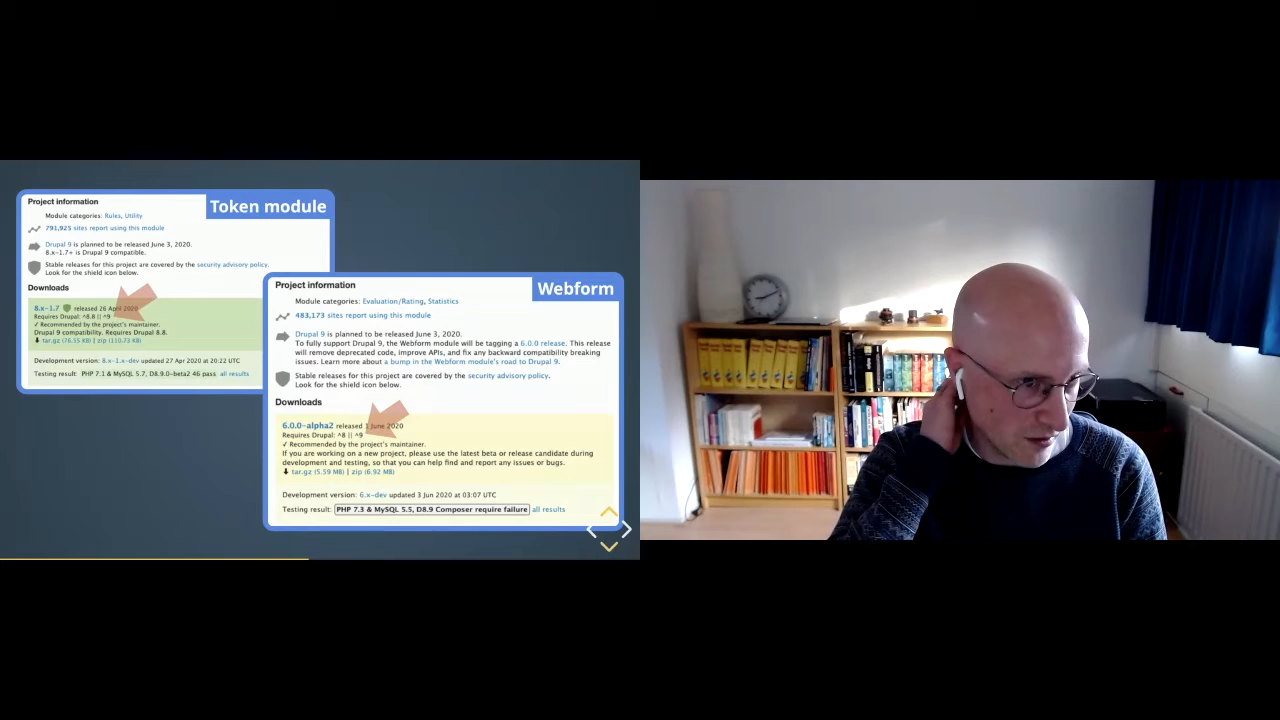 Project information
Token module
Module categories: Rules, Utility
791,925 sites report using this module
Drupal 9 is planned to be released June 3, 2020.
8.x-1.7+ is Drupal 9 compatible.
Stable releases for this project are covered by the security advisory policy.
Look for the shield icon below.
Downloads
8.x-1.7 released 26 April 2020
Requires Drupal: ^8.8 || ^9
✓ Recommended by the project's maintainer.
Drupal 9 compatibility. Requires Drupal 8.8.
tar.gz (76.55 KB) | zip (110.73 KB)
Development version: 8.x-1.x-dev updated 27 Apr 2020 at 20:22 UTC
Testing result: PHP 7.1 & MySQL 5.7, D8.9.0-beta2 46 pass all results
Project information
Webform
Module categories: Evaluation/Rating, Statistics
483,173 sites report using this module
Drupal 9 is planned to be released June 3, 2020.
To fully support Drupal 9, the Webform module will be tagging a 6.0.0 release. This release
will remove deprecated code, improve APIs, and fix any backward compatibility breaking
issues. Learn more about a bump in the Webform module's road to Drupal 9.
Stable releases for this project are covered by the security advisory policy.
Look for the shield icon below.
Downloads
6.0.0-alpha2 released 1 June 2020
Requires Drupal: ^8 || ^9
✓ Recommended by the project's maintainer.
If you are working on a new project, please use the latest beta or release candidate during
development and testing, so that you can help find and report any issues or bugs.
tar.gz (5.59 MB) | zip (6.92 MB)
Development version: 6.x-dev updated 3 Jun 2020 at 03:07 UTC
Testing result: PHP 7.3 & MySQL 5.5, D8.9 Composer require failure all results